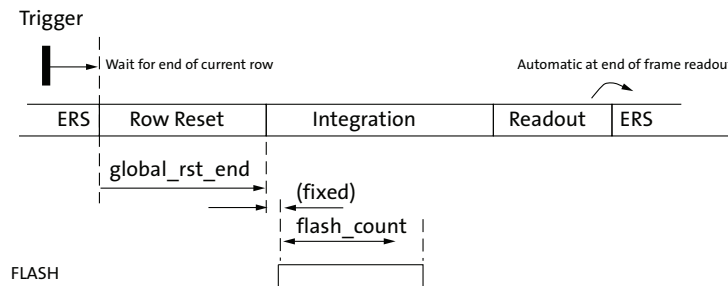 Trigger
Wait for end of current row
Automatic at end of frame readout
ERS
Row Reset
Integration
Readout
ERS
global_rst_end
(fixed)
flash_count
FLASH